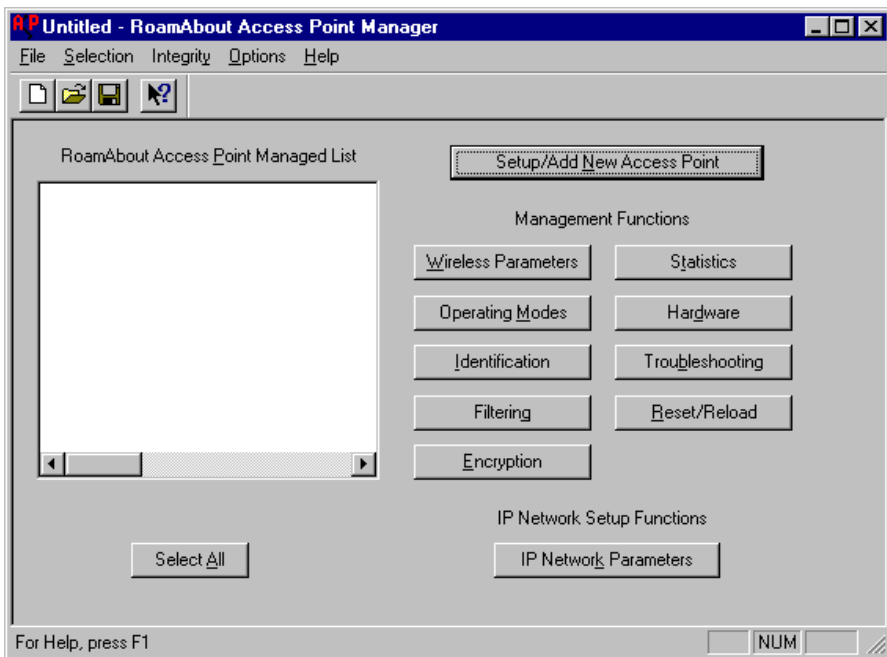 AP Untitled - RoamAbout Access Point Manager
File Selection Integrity Options Help
RoamAbout Access Point Managed List
Setup/Add New Access Point
Management Functions
Wireless Parameters Statistics
Operating Modes Hardware
Identification Troubleshooting
Filtering Reset/Reload
Encryption
IP Network Setup Functions
Select All IP Network Parameters
For Help, press F1 NUM